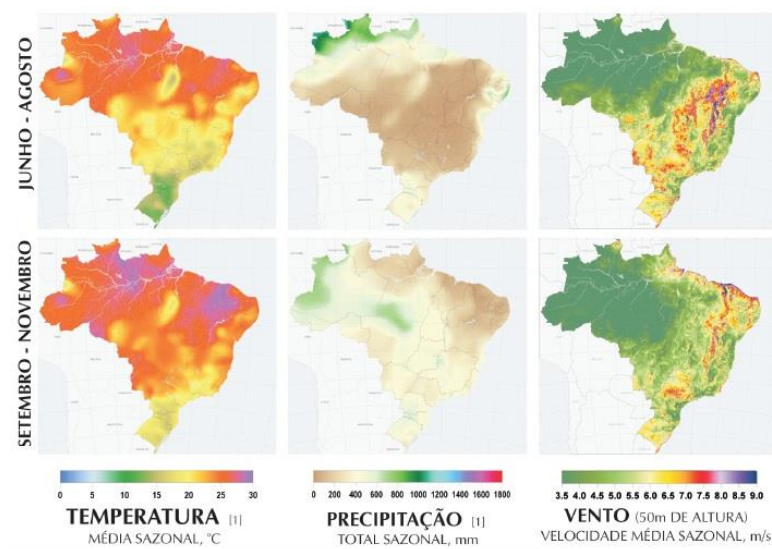 JUNHO - AGOSTO
SETEMBRO - NOVEMBRO
0 5 10 15 20 25 30
TEMPERATURA [1]
MÉDIA SAZONAL, °C
0 200 400 600 800 1000 1200 1400 1600 1800
PRECIPITAÇÃO [1]
TOTAL SAZONAL, mm
3.5 4.0 4.5 5.0 5.5 6.0 6.5 7.0 7.5 8.0 8.5 9.0
VENTO (50m DE ALTURA)
VELOCIDADE MÉDIA SAZONAL, m/s